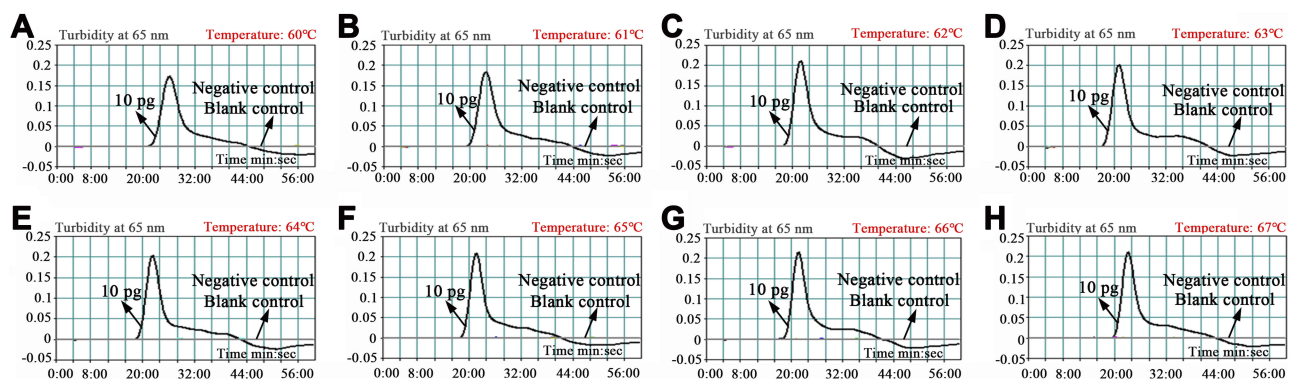 A
Turbidity at 65 nm Temperature: 60℃
0.25
0.2
0.15
0.1
0.05
0
-0.05
10 pg
Negative control
Blank control
Time min:sec
0:00 8:00 20:00 32:00 44:00 56:00
B
Turbidity at 65 nm Temperature: 61℃
0.25
0.2
0.15
0.1
0.05
0
-0.05
10 pg
Negative control
Blank control
Time min:sec
0:00 8:00 20:00 32:00 44:00 56:00
C
Turbidity at 65 nm Temperature: 62℃
0.25
0.2
0.15
0.1
0.05
0
-0.05
10 pg
Negative control
Blank control
Time min:sec
0:00 8:00 20:00 32:00 44:00 56:00
D
Turbidity at 65 nm Temperature: 63℃
0.25
0.2
0.15
0.1
0.05
0
-0.05
10 pg
Negative control
Blank control
Time min:sec
0:00 8:00 20:00 32:00 44:00 56:00
E
Turbidity at 65 nm Temperature: 64℃
0.25
0.2
0.15
0.1
0.05
0
-0.05
10 pg
Negative control
Blank control
Time min:sec
0:00 8:00 20:00 32:00 44:00 56:00
F
Turbidity at 65 nm Temperature: 65℃
0.25
0.2
0.15
0.1
0.05
0
-0.05
10 pg
Negative control
Blank control
Time min:sec
0:00 8:00 20:00 32:00 44:00 56:00
G
Turbidity at 65 nm Temperature: 66℃
0.25
0.2
0.15
0.1
0.05
0
-0.05
10 pg
Negative control
Blank control
Time min:sec
0:00 8:00 20:00 32:00 44:00 56:00
H
Turbidity at 65 nm Temperature: 67℃
0.25
0.2
0.15
0.1
0.05
0
-0.05
10 pg
Negative control
Blank control
Time min:sec
0:00 8:00 20:00 32:00 44:00 56:00